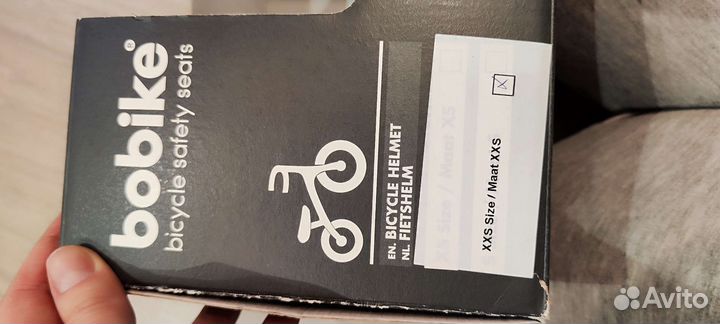 bobike®
bicycle safety seats
EN. BICYCLE HELMET
NL. FIETSHELM
XS Size / Maat XS
XXS Size / Maat XXS
Avito